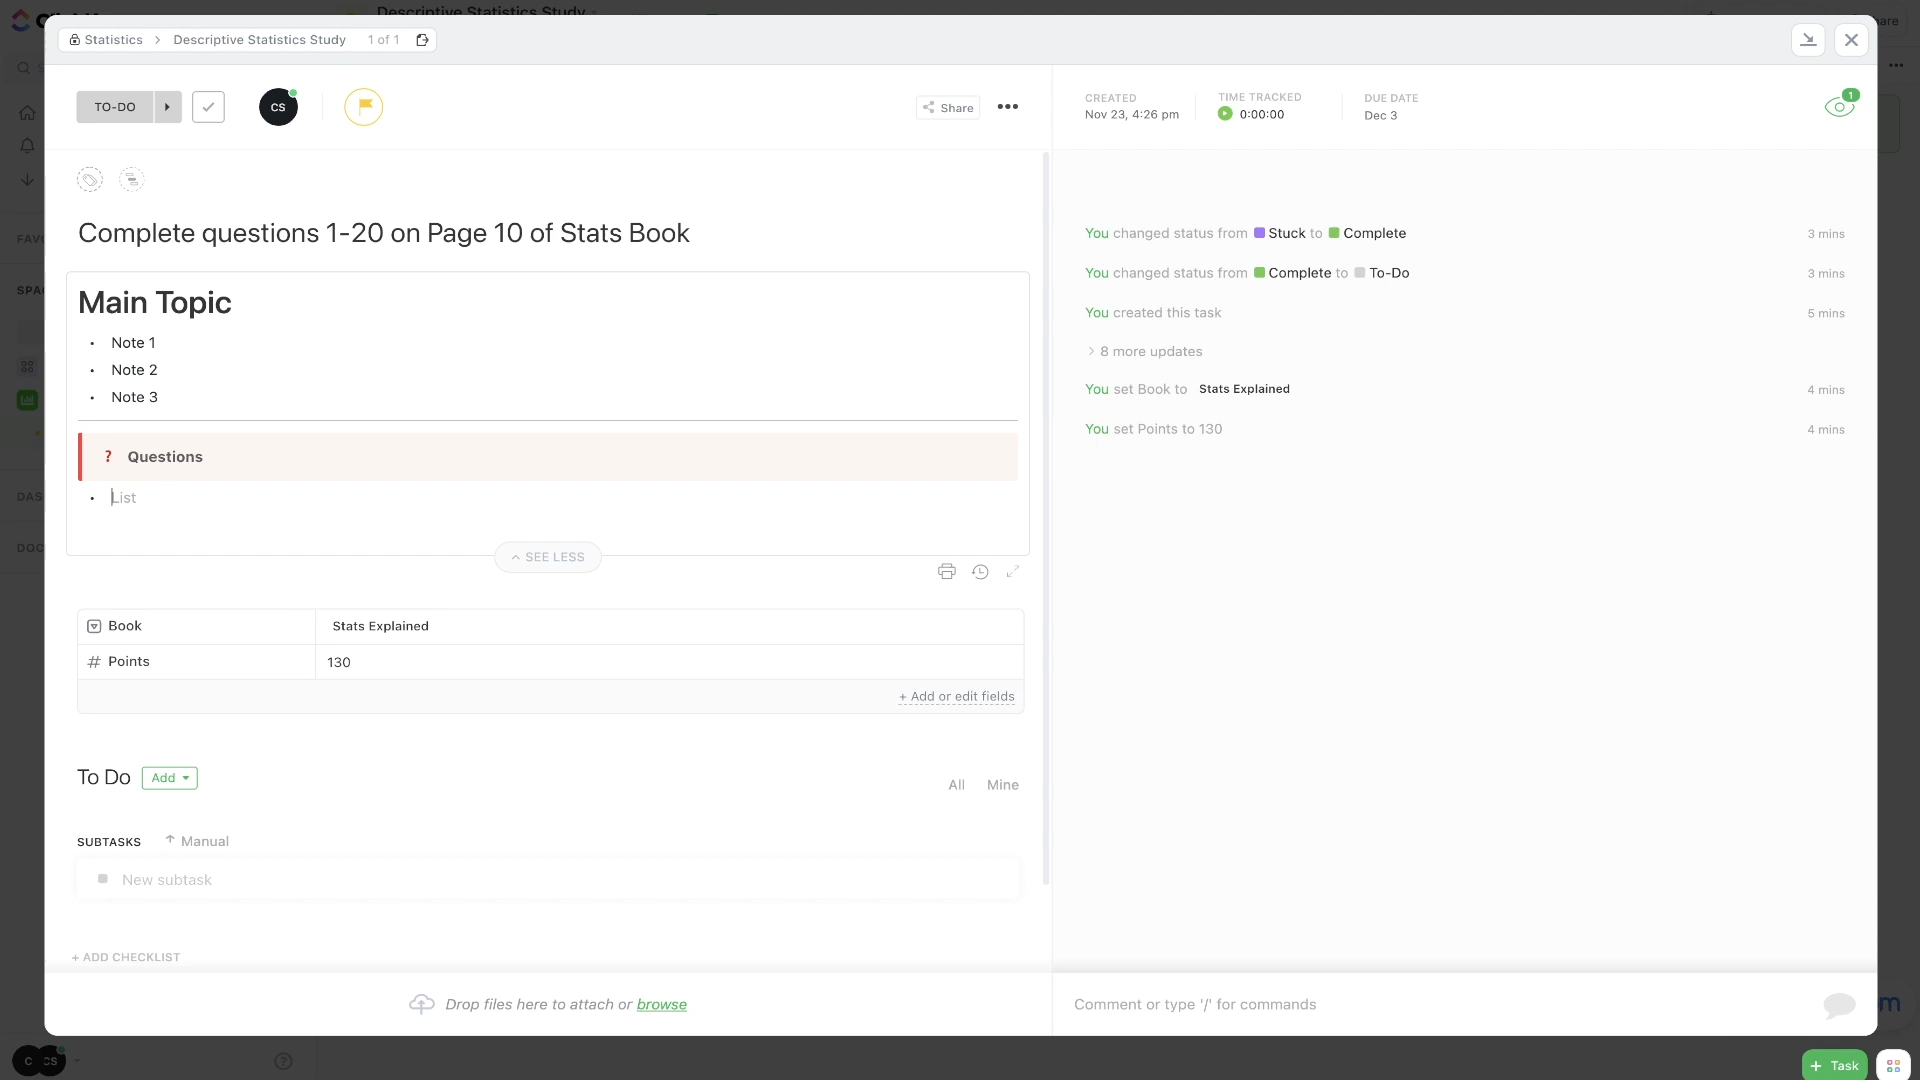 Descriptive Statistics Study
Statistics > Descriptive Statistics Study 1 of 1
TO-DO
CS
Share
CREATED
Nov 23, 4:26 pm
TIME TRACKED
0:00:00
DUE DATE
Dec 3
1
Complete questions 1-20 on Page 10 of Stats Book
Main Topic
• Note 1
• Note 2
• Note 3
? Questions
• List
SEE LESS
Book Stats Explained
# Points 130
+ Add or edit fields
To Do Add
All Mine
SUBTASKS Manual
New subtask
+ ADD CHECKLIST
Drop files here to attach or browse
You changed status from Stuck to Complete 3 mins
You changed status from Complete to To-Do 3 mins
You created this task 5 mins
> 8 more updates
You set Book to Stats Explained 4 mins
You set Points to 130 4 mins
Comment or type '/' for commands
C CS
+ Task